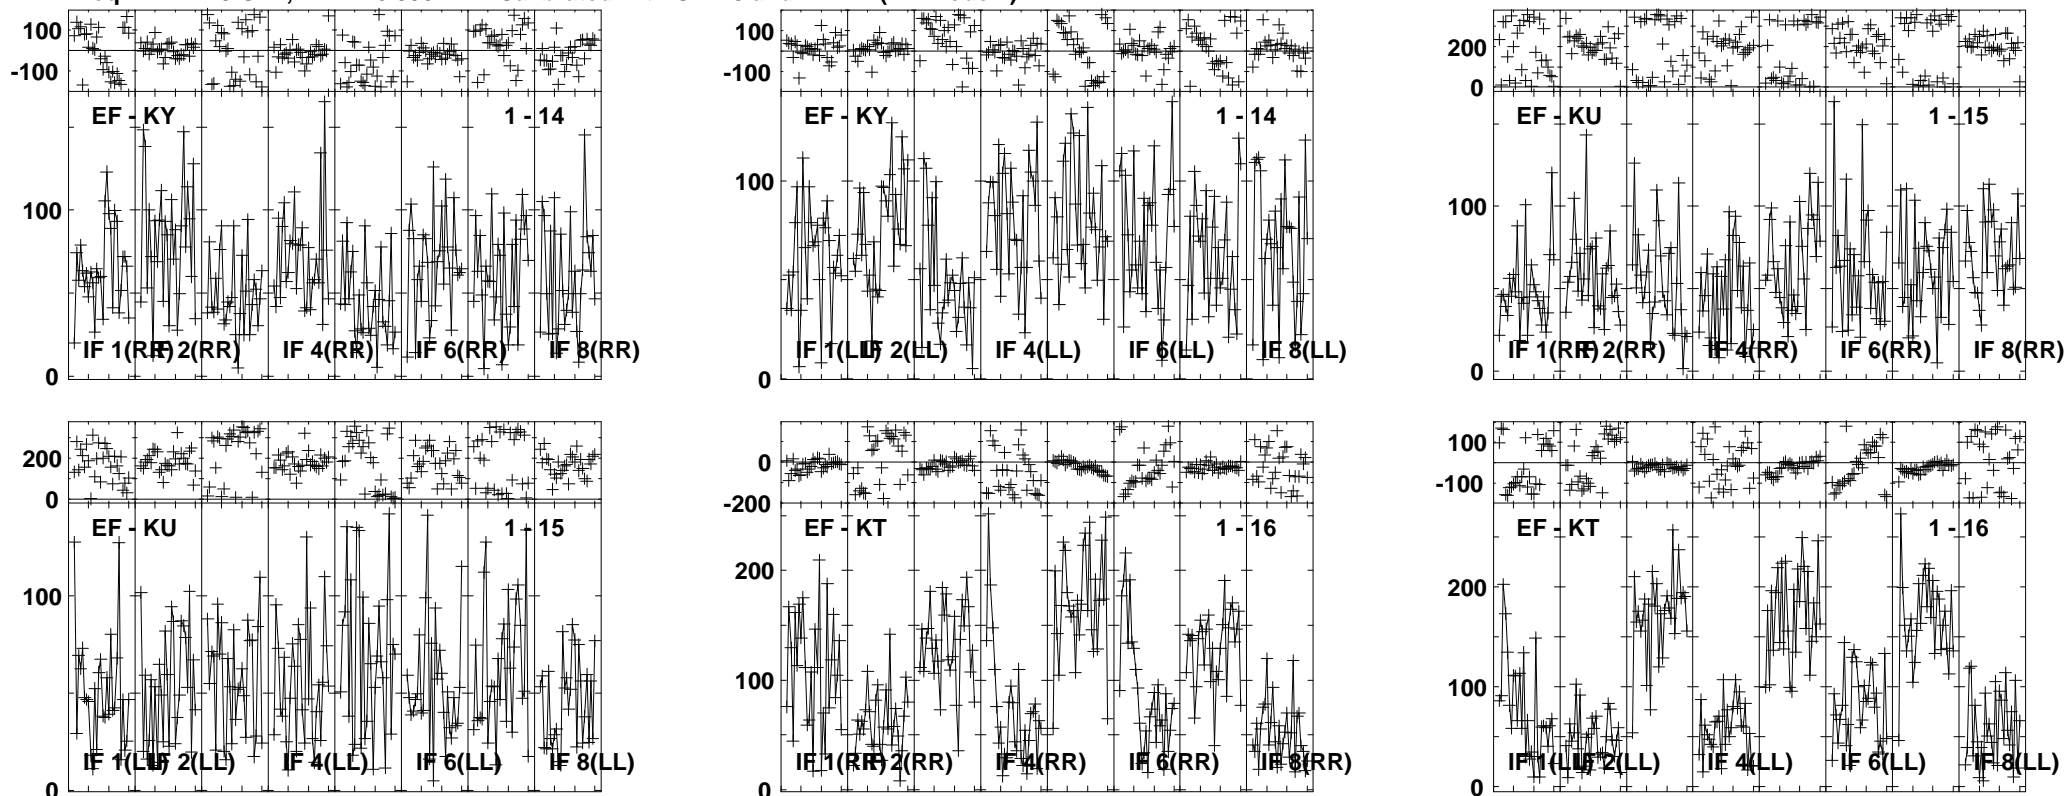 100
-100
EF - KY 1 - 14
100
0
IF 1(RR) IF 2(RR) IF 4(RR) IF 6(RR) IF 8(RR)
100
-100
EF - KY 1 - 14
100
0
IF 1(LL) IF 2(LL) IF 4(LL) IF 6(LL) IF 8(LL)
200
0
EF - KU 1 - 15
100
0
IF 1(RR) IF 2(RR) IF 4(RR) IF 6(RR) IF 8(RR)
200
0
EF - KU 1 - 15
100
0
IF 1(LL) IF 2(LL) IF 4(LL) IF 6(LL) IF 8(LL)
0
-200
EF - KT 1 - 16
200
100
0
IF 1(RR) IF 2(RR) IF 4(RR) IF 6(RR) IF 8(RR)
100
-100
EF - KT 1 - 16
200
100
0
IF 1(LL) IF 2(LL) IF 4(LL) IF 6(LL) IF 8(LL)